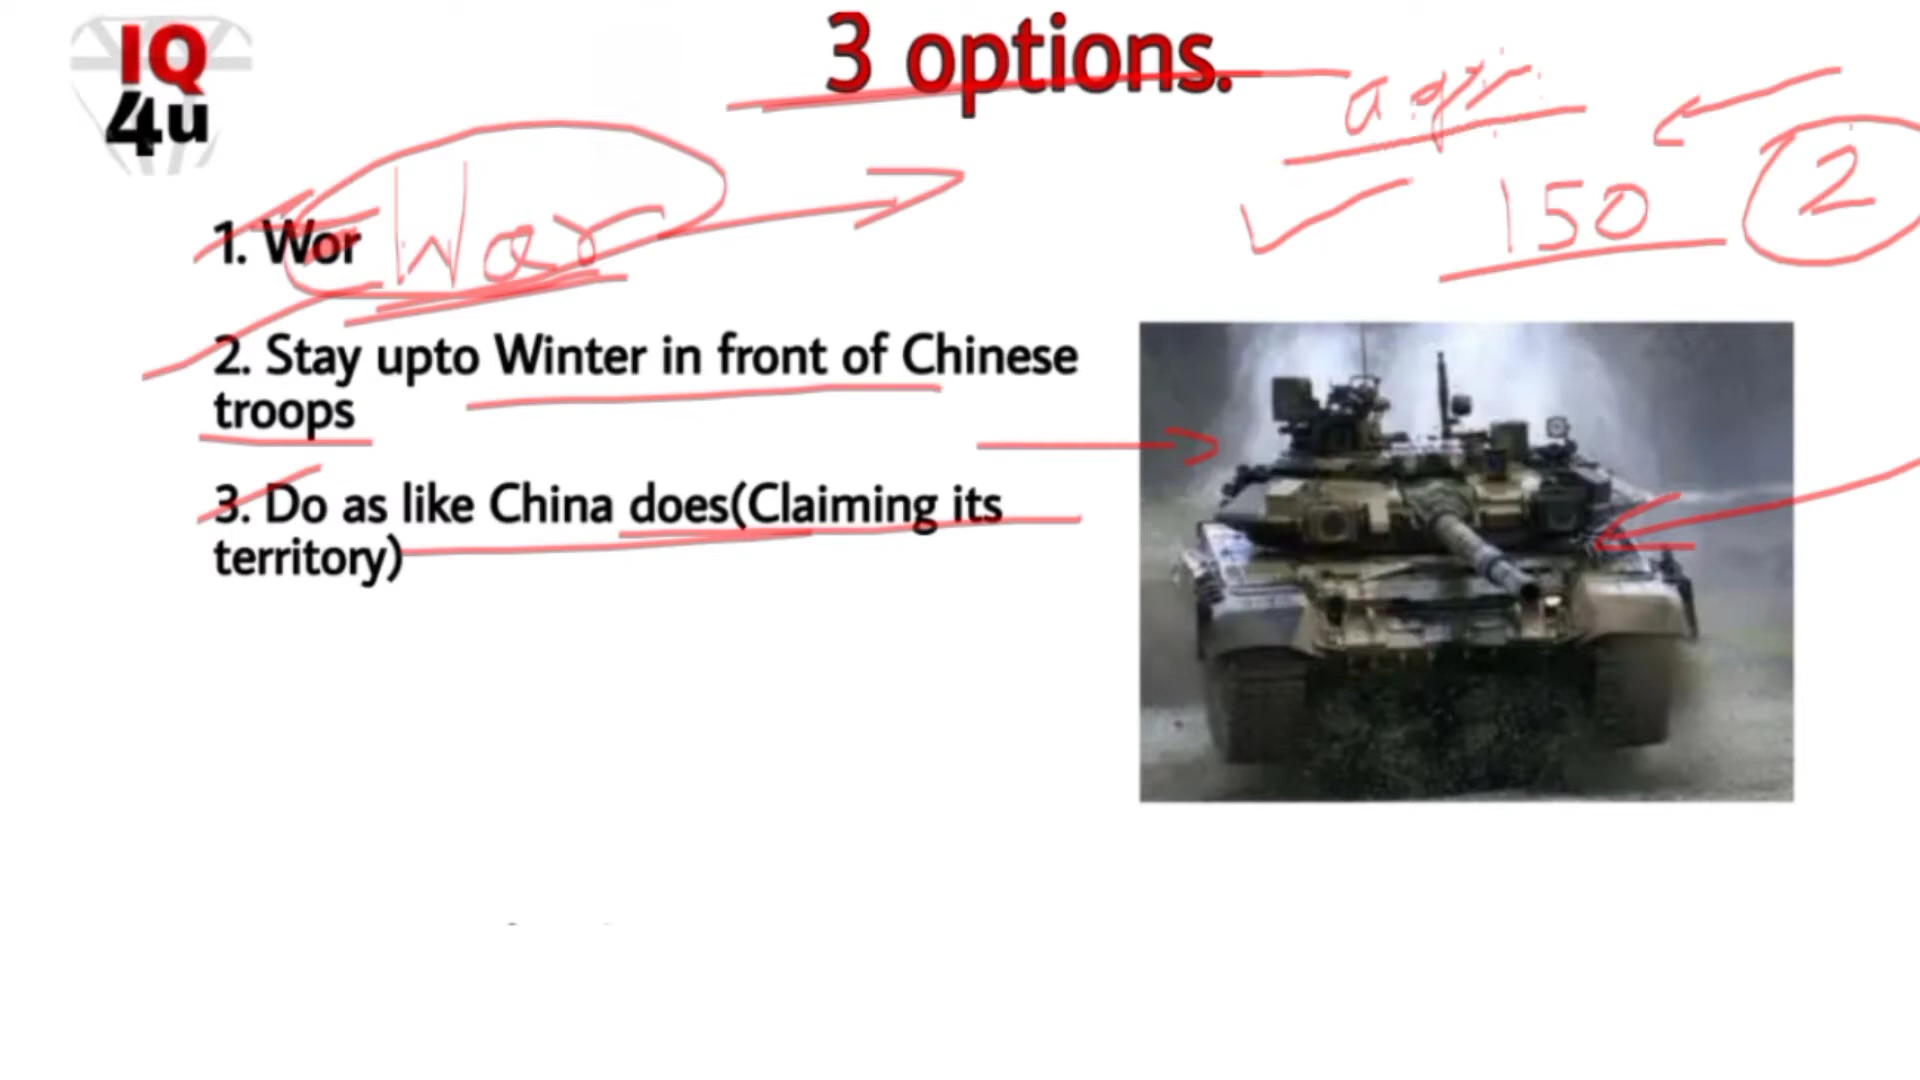 IQ
4u
3 options.
150
2
1. Wor
War
2. Stay upto Winter in front of Chinese
troops
3. Do as like China does(Claiming its
territory)